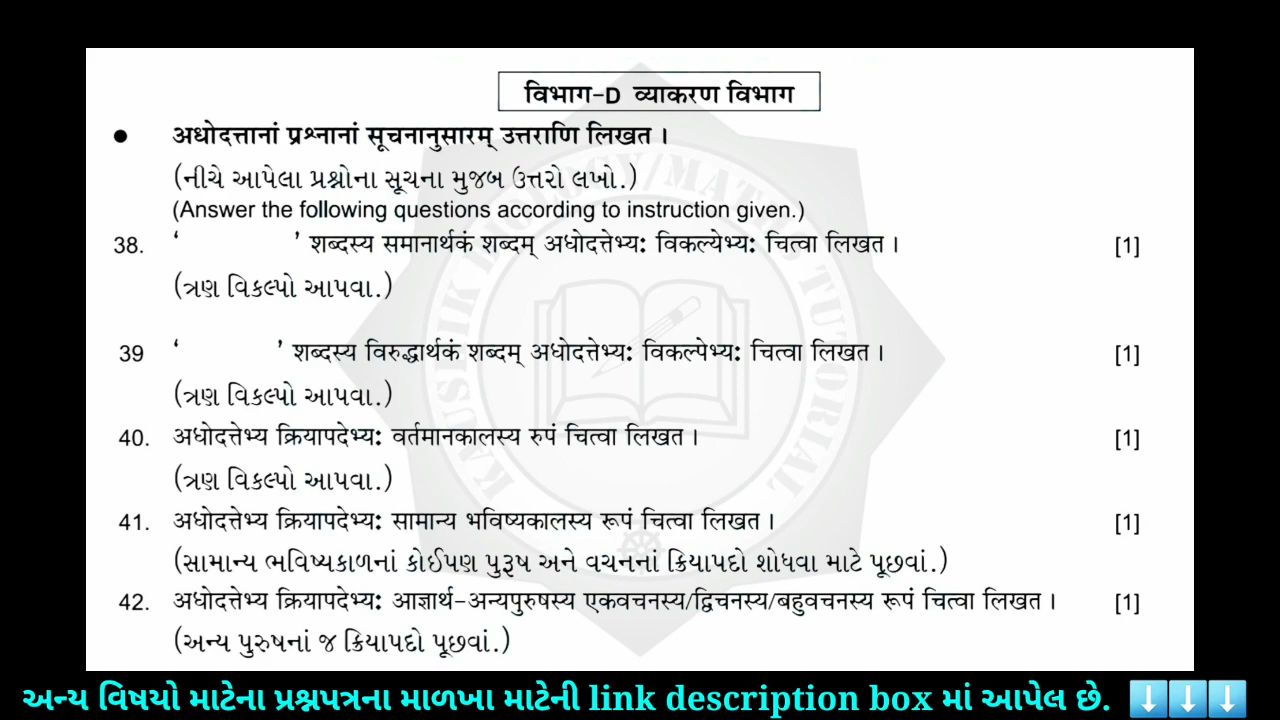 विभाग-D व्याकरण विभाग
● अधोदत्तानां प्रश्नानां सूचनानुसारम् उत्तराणि लिखत ।
(નીચે આપેલા પ્રશ્નોના સૂચના મુજબ ઉત્તરો લખો.)
(Answer the following questions according to instruction given.)
38. ‘ ’ शब्दस्य समानार्थकं शब्दम् अधोदत्तेभ्य: विकल्येभ्य: चित्वा लिखत । [1]
(ત્રણ વિકલ્પો આપવા.)
39 ‘ ’ शब्दस्य विरुद्धार्थकं शब्दम् अधोदत्तेभ्य: विकल्पेभ्य: चित्वा लिखत । [1]
(ત્રણ વિકલ્પો આપવા.)
40. अधोदत्तेभ्य क्रियापदेभ्य: वर्तमानकालस्य रुपं चित्वा लिखत । [1]
(ત્રણ વિકલ્પો આપવા.)
41. अधोदत्तेभ्य क्रियापदेभ्य: सामान्य भविष्यकालस्य रूपं चित्वा लिखत । [1]
(સામાન્ય ભવિષ્યકાળનાં કોઈપણ પુરૂષ અને વચનનાં ક્રિયાપદો શોધવા માટે પૂછવાં.)
42. अधोदत्तेभ्य क्रियापदेभ्य: आज्ञार्थ-अन्यपुरुषस्य एकवचनस्य/द्विचनस्य/बहुवचनस्य रूपं चित्वा लिखत । [1]
(અન્ય પુરુષનાં જ ક્રિયાપદો પૂછવાં.)
KAUSHIK BIOLOGY/MATHS TUTORIAL
અન્ય વિષયો માટેના પ્રશ્નપત્રના માળખા માટેની link description box માં આપેલ છે. ⬇️⬇️⬇️